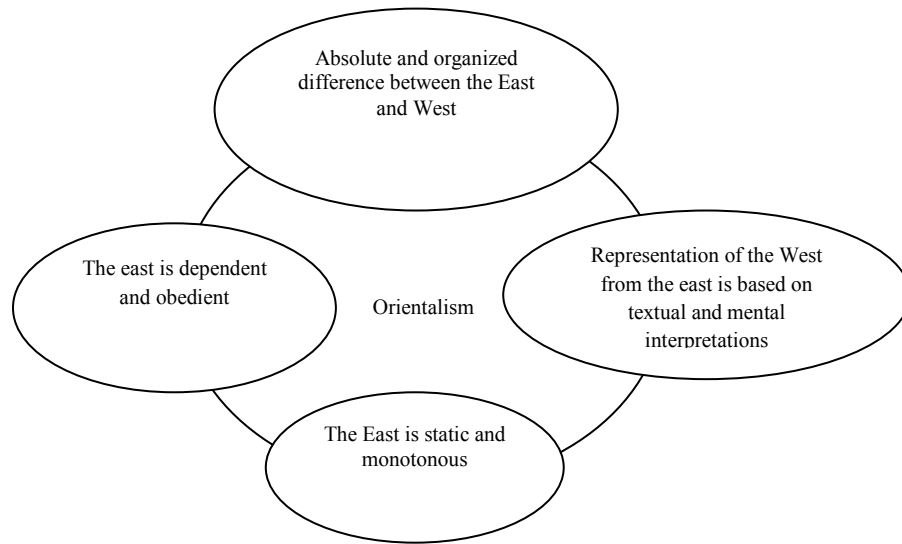 Absolute and organized
difference between the East
and West
The east is dependent
and obedient
Orientalism
Representation of the West
from the east is based on
textual and mental
interpretations
The East is static and
monotonous